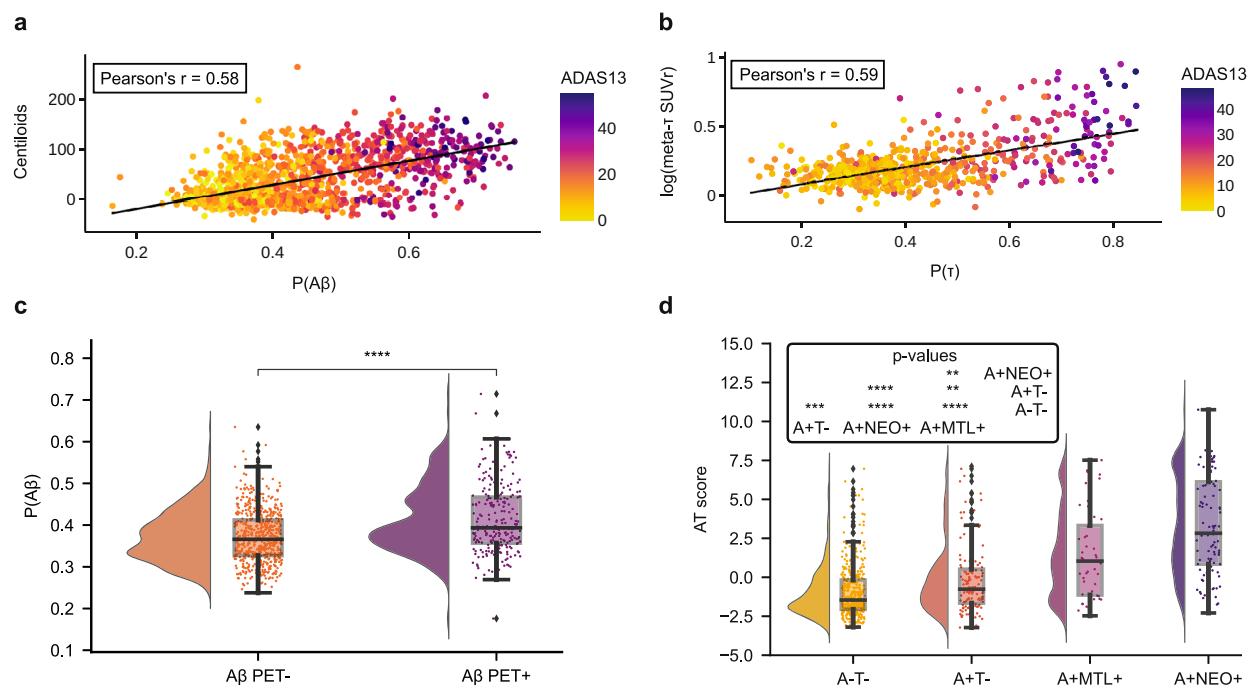 a
Pearson's r = 0.58
Centiloids
200
100
0
0.2
0.4
0.6
P(Aβ)
ADAS13
40
20
0
b
Pearson's r = 0.59
log(meta-τ SUVr)
1
0.5
0
0.2
0.4
0.6
0.8
P(τ)
ADAS13
40
30
20
10
0
c
P(Aβ)
0.8
0.7
0.6
0.5
0.4
0.3
0.2
0.1
****
Aβ PET-
Aβ PET+
d
AT score
15.0
12.5
10.0
7.5
5.0
2.5
0.0
−2.5
−5.0
p-values
** A+NEO+
**** ** A+T-
*** **** **** A-T-
A+T- A+NEO+ A+MTL+
A-T-
A+T-
A+MTL+
A+NEO+